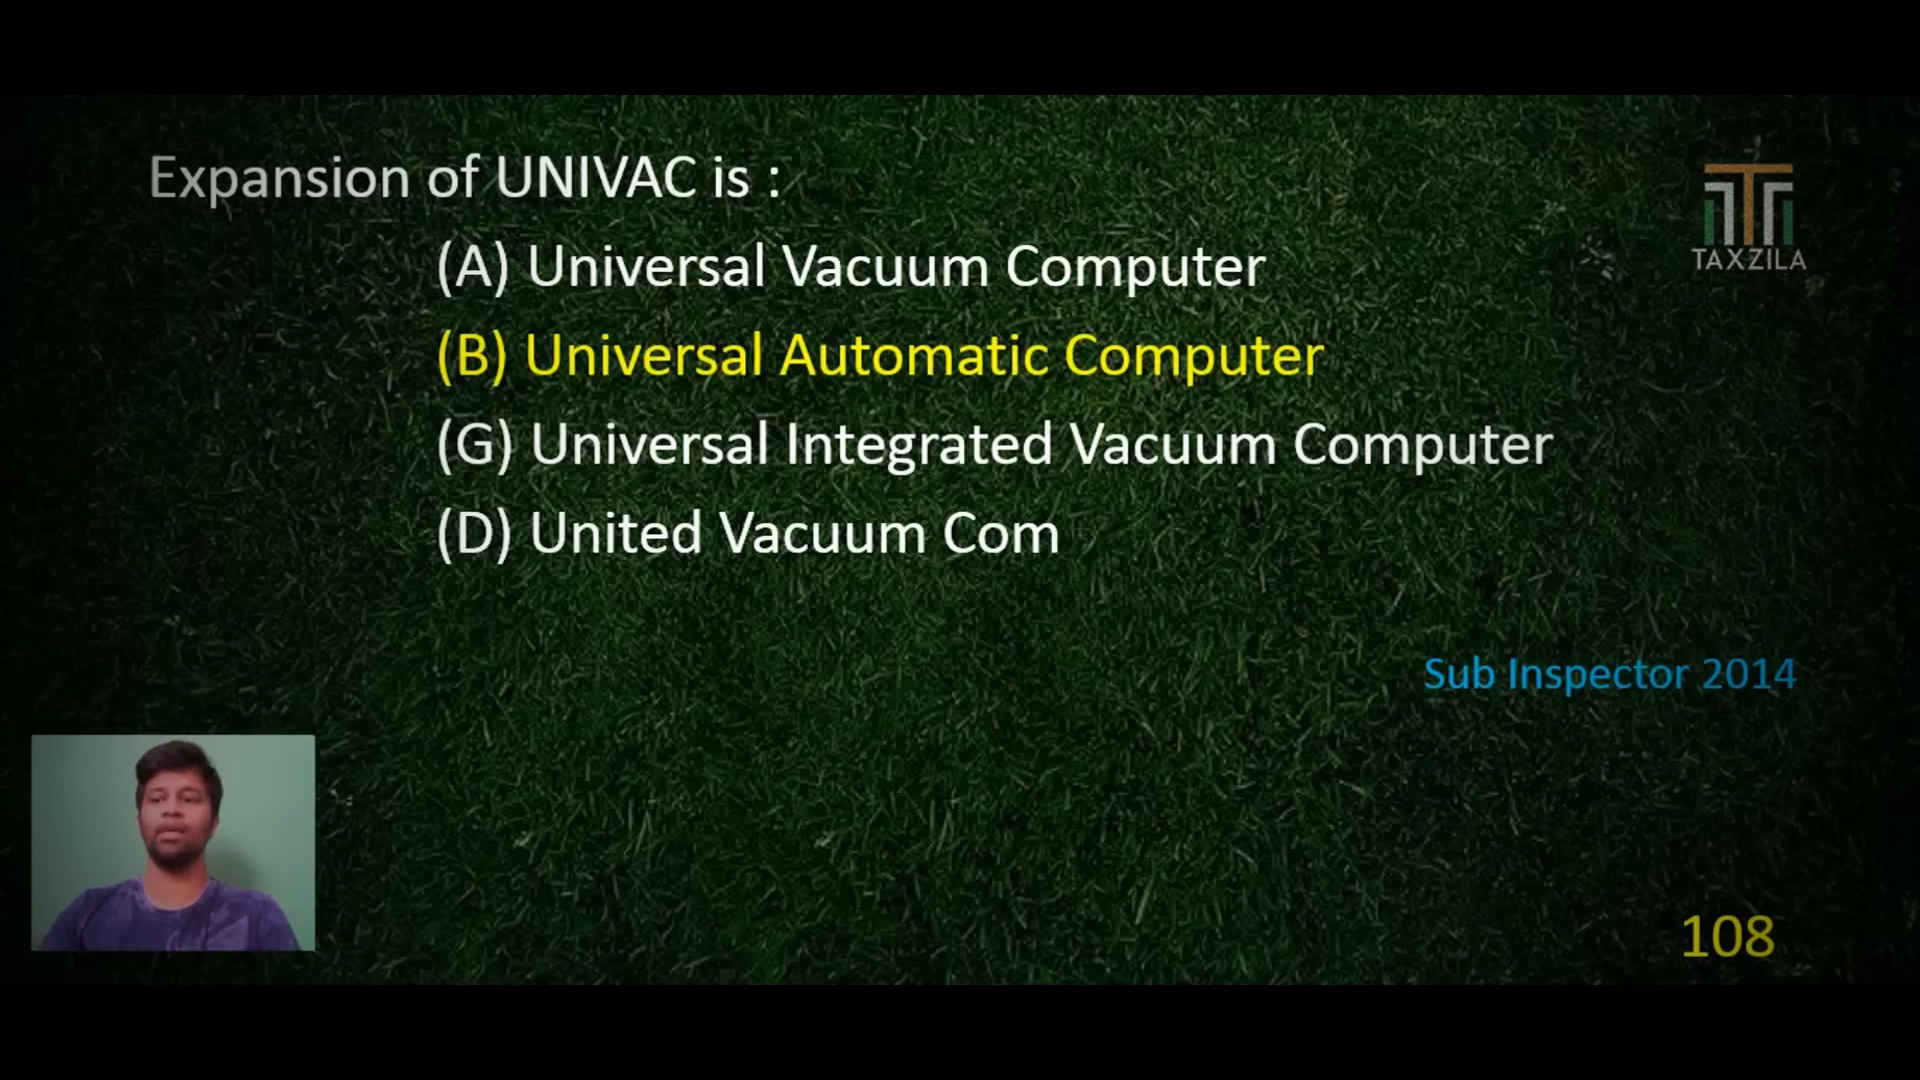 Expansion of UNIVAC is :
TAXZILA
(A) Universal Vacuum Computer
(B) Universal Automatic Computer
(G) Universal Integrated Vacuum Computer
(D) United Vacuum Com
Sub Inspector 2014
108